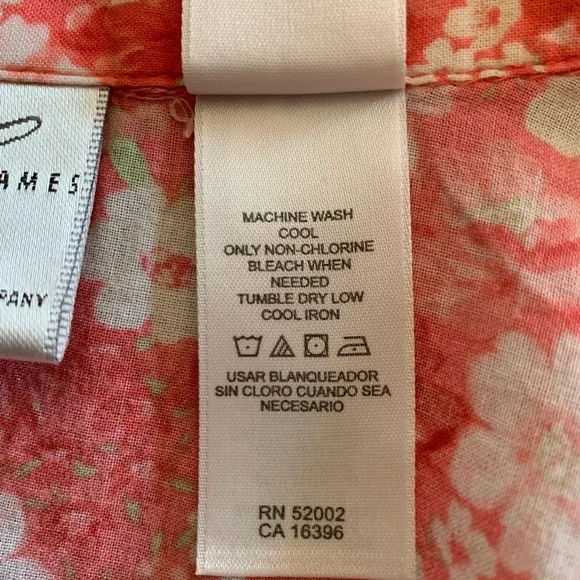 AMES
PANY
MACHINE WASH
COOL
ONLY NON-CHLORINE
BLEACH WHEN
NEEDED
TUMBLE DRY LOW
COOL IRON
USAR BLANQUEADOR
SIN CLORO CUANDO SEA
NECESARIO
RN 52002
CA 16396